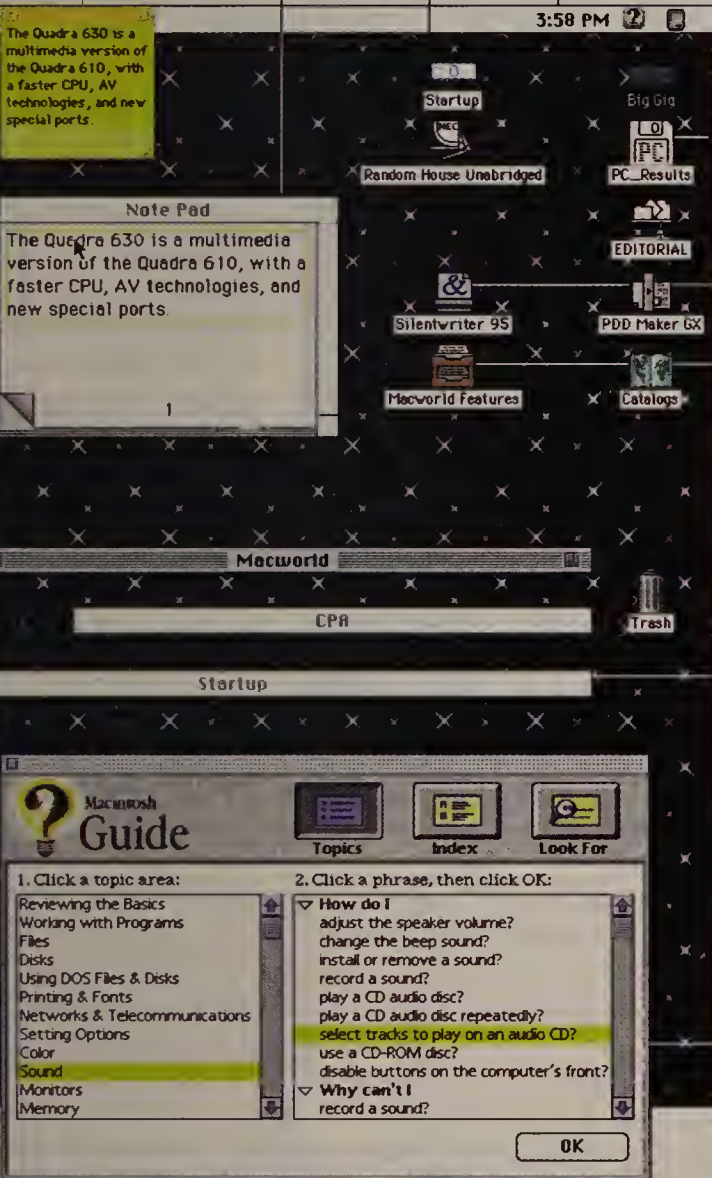 The Quadra 630 is a
multimedia version of
the Quadra 610, with
a faster CPU, AV
technologies, and new
special ports.
3:58 PM
Startup
Big Gig
NEC
Random House Unabridged
PC
PC_Results
Note Pad
The Quadra 630 is a multimedia
version of the Quadra 610, with a
faster CPU, AV technologies, and
new special ports.
1
EDITORIAL
&
Silentwriter 95
PDD Maker GX
Macworld Features
Catalogs
Macworld
CPA
Trash
Startup
?
Macintosh
Guide
Topics
Index
Look For
1. Click a topic area:
Reviewing the Basics
Working with Programs
Files
Disks
Using DOS Files & Disks
Printing & Fonts
Networks & Telecommunications
Setting Options
Color
Sound
Monitors
Memory
2. Click a phrase, then click OK:
How do I
adjust the speaker volume?
change the beep sound?
install or remove a sound?
record a sound?
play a CD audio disc?
play a CD audio disc repeatedly?
select tracks to play on an audio CD?
use a CD-ROM disc?
disable buttons on the computer's front?
Why can't I
record a sound?
OK